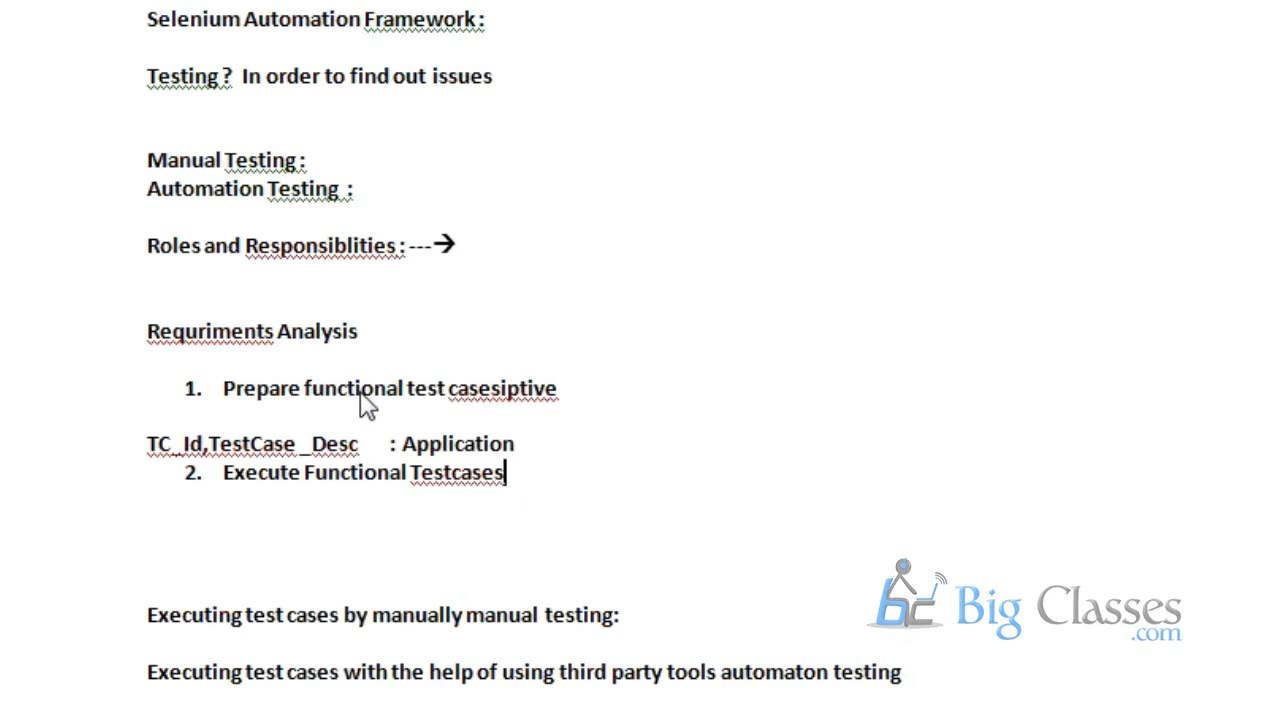 Selenium Automation Framework :
Testing ? In order to find out issues
Manual Testing :
Automation Testing :
Roles and Responsiblities : ---→
Requriments Analysis
1. Prepare functional test casesiptive
TC_Id,TestCase _Desc : Application
2. Execute Functional Testcases
Executing test cases by manually manual testing:
Executing test cases with the help of using third party tools automaton testing
bc Big Classes
.com